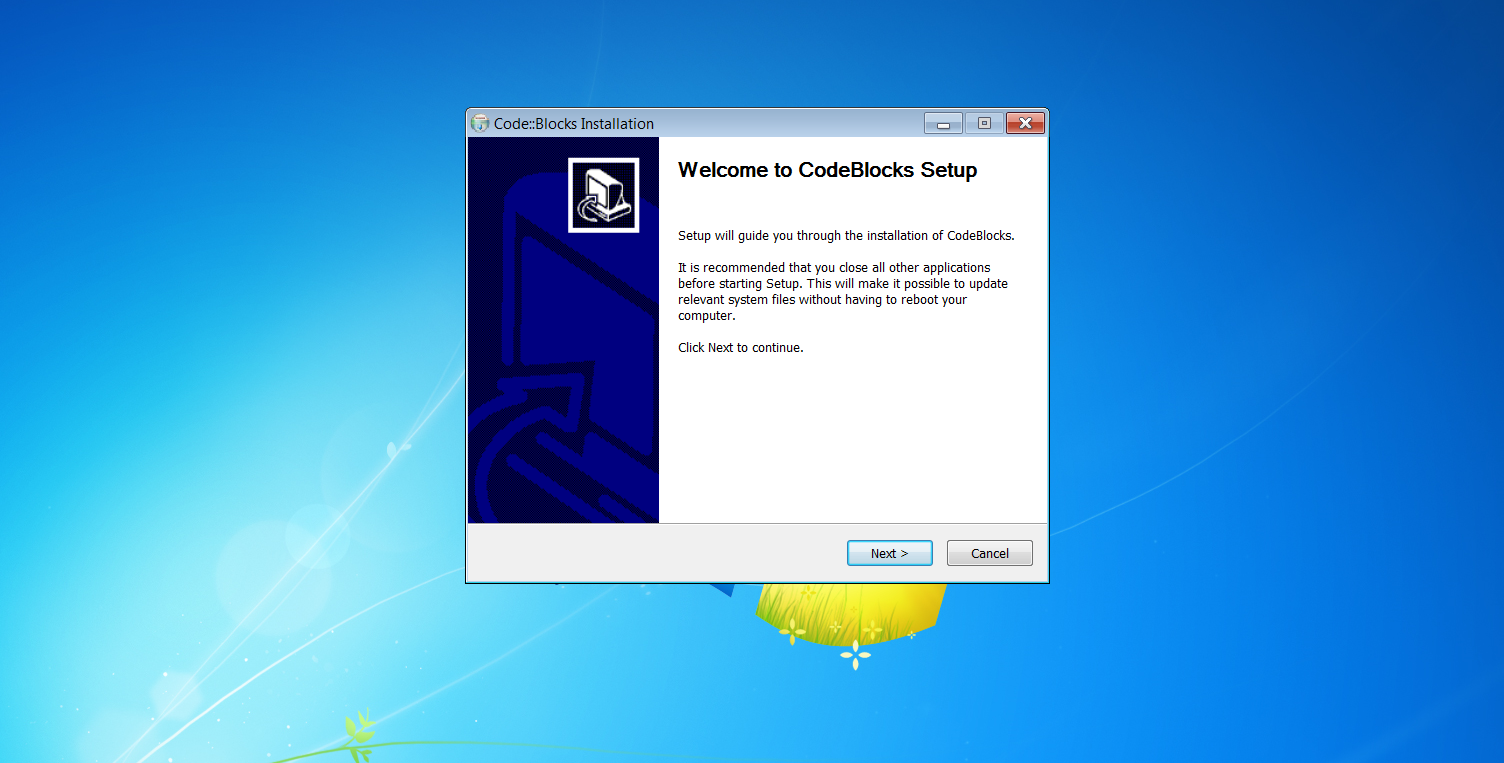 Code::Blocks Installation
Welcome to CodeBlocks Setup
Setup will guide you through the installation of CodeBlocks.
It is recommended that you close all other applications
before starting Setup. This will make it possible to update
relevant system files without having to reboot your
computer.
Click Next to continue.
Next >
Cancel